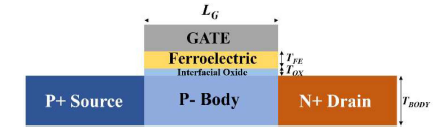 L_G
GATE
Ferroelectric
T_FE
Interfacial Oxide
T_OX
P+ Source
P- Body
N+ Drain
T_BODY